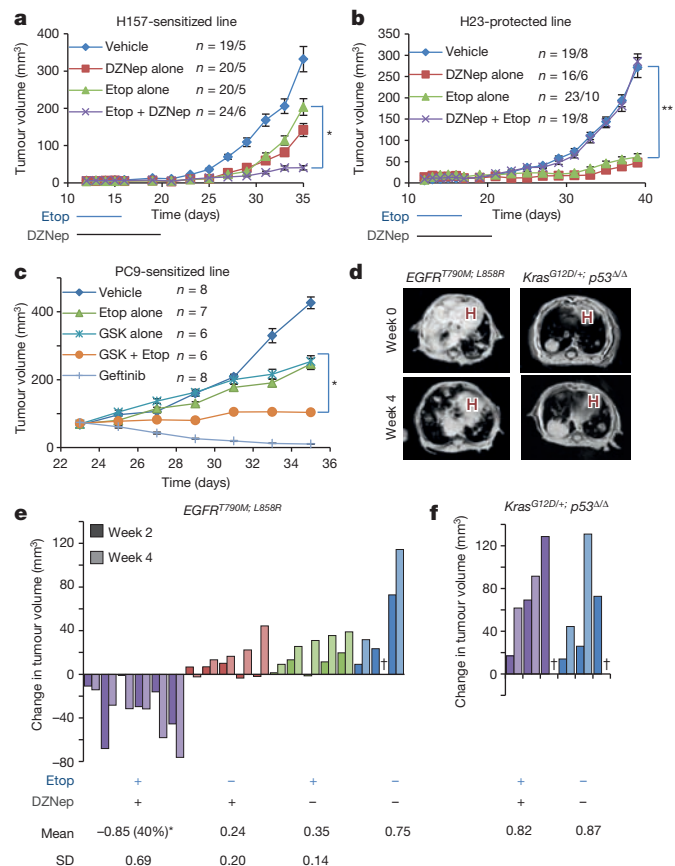 a
H157-sensitized line
Tumour volume (mm³)
400
300
200
100
0
Vehicle n = 19/5
DZNep alone n = 20/5
Etop alone n = 20/5
Etop + DZNep n = 24/6
*
10 15 20 25 30 35
Time (days)
Etop
DZNep
b
H23-protected line
Tumour volume (mm³)
350
300
250
200
150
100
50
0
Vehicle n = 19/8
DZNep alone n = 16/6
Etop alone n = 23/10
DZNep + Etop n = 19/8
**
10 20 30 40
Time (days)
Etop
DZNep
c
PC9-sensitized line
Tumour volume (mm³)
400
200
0
Vehicle n = 8
Etop alone n = 7
GSK alone n = 6
GSK + Etop n = 6
Geftinib n = 8
*
22 24 26 28 30 32 34 36
Time (days)
d
EGFR^T790M; L858R Kras^G12D/+; p53^Δ/Δ
Week 0
H H
Week 4
H H
e
EGFR^T790M; L858R
Change in tumour volume (mm³)
120
80
40
0
−40
−80
Week 2
Week 4
†
f
Kras^G12D/+; p53^Δ/Δ
Change in tumour volume (mm³)
120
80
40
0
† †
Etop + − + − + −
DZNep + + − − + −
Mean −0.85 (40%)* 0.24 0.35 0.75 0.82 0.87
SD 0.69 0.20 0.14